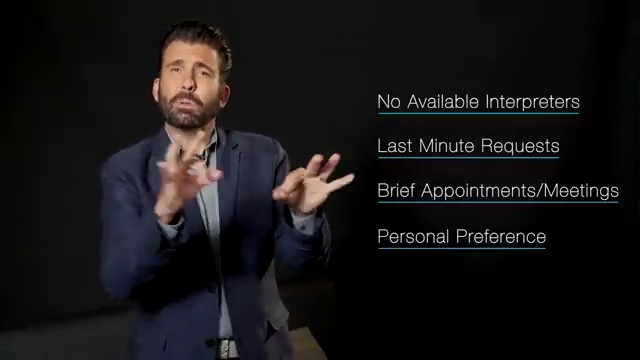 No Available Interpreters
Last Minute Requests
Brief Appointments/Meetings
Personal Preference